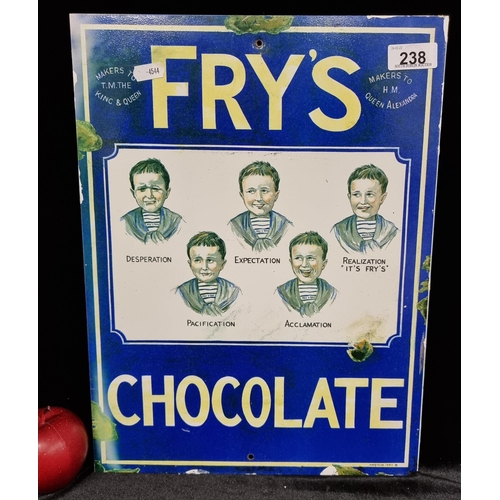 238
4544
FRY'S
MAKERS TO
T.M. THE
KING & QUEEN
MAKERS TO
H.M.
QUEEN ALEXANDRA
DESPERATION
EXPECTATION
REALIZATION
"IT'S FRY'S"
PACIFICATION
ACCLAMATION
CHOCOLATE